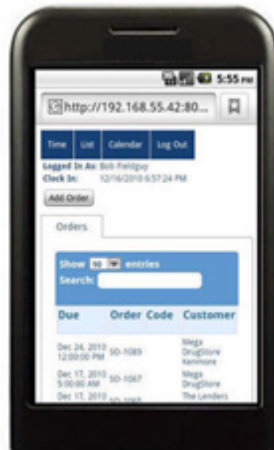 5:55 PM
http://192.168.55.42:80...
Time List Calendar Log Out
Logged In As: Bob Fieldguy
Clock In: 12/16/2010 6:57:24 PM
Add Order
Orders
Show 10 entries
Search:
Due Order Code Customer
Dec 24, 2010 12:00:00 PM SO-1089 Mega DrugStore Kenmore
Dec 17, 2010 5:00:00 AM SO-1067 Mega DrugStore
Dec 17, 2010 The Lenders